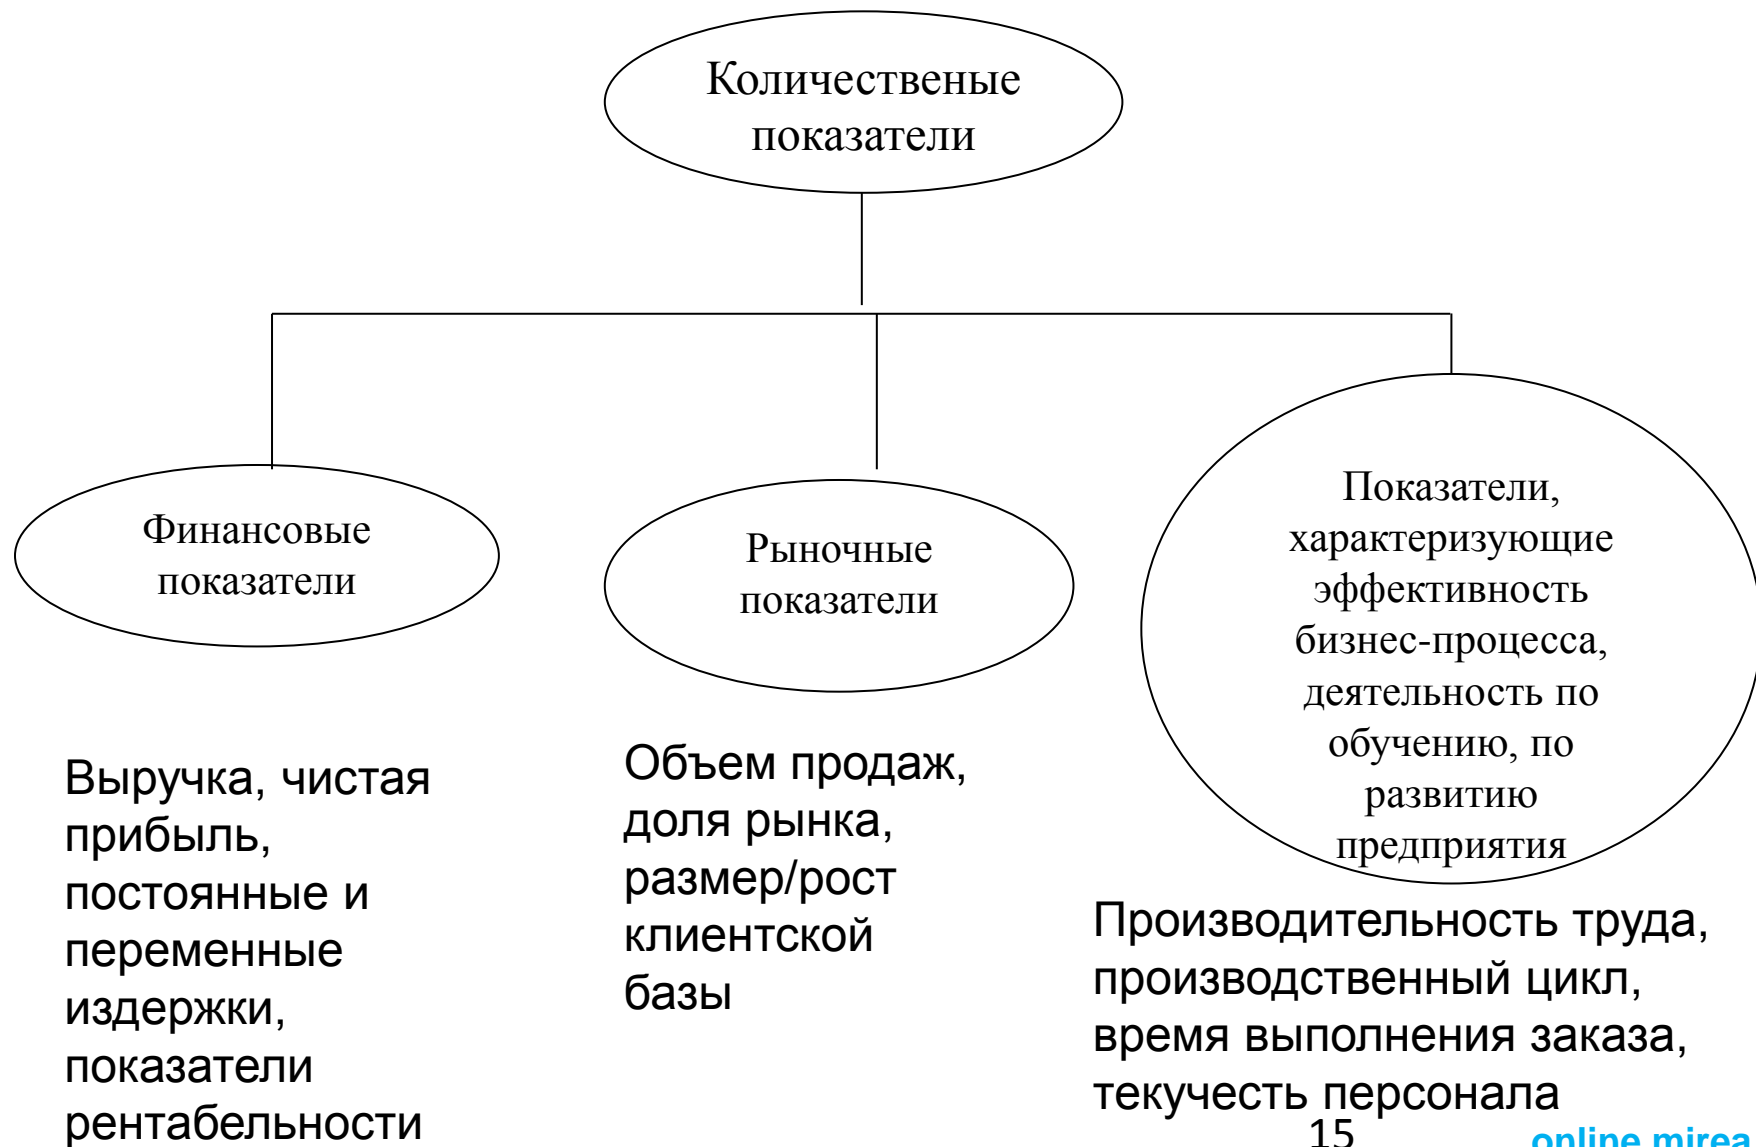 Количественые
показатели
Финансовые
показатели
Рыночные
показатели
Показатели,
характеризующие
эффективность
бизнес-процесса,
деятельность по
обучению, по
развитию
предприятия
Выручка, чистая
прибыль,
постоянные и
переменные
издержки,
показатели
рентабельности
Объем продаж,
доля рынка,
размер/рост
клиентской
базы
Производительность труда,
производственный цикл,
время выполнения заказа,
текучесть персонала
15
online.mirea